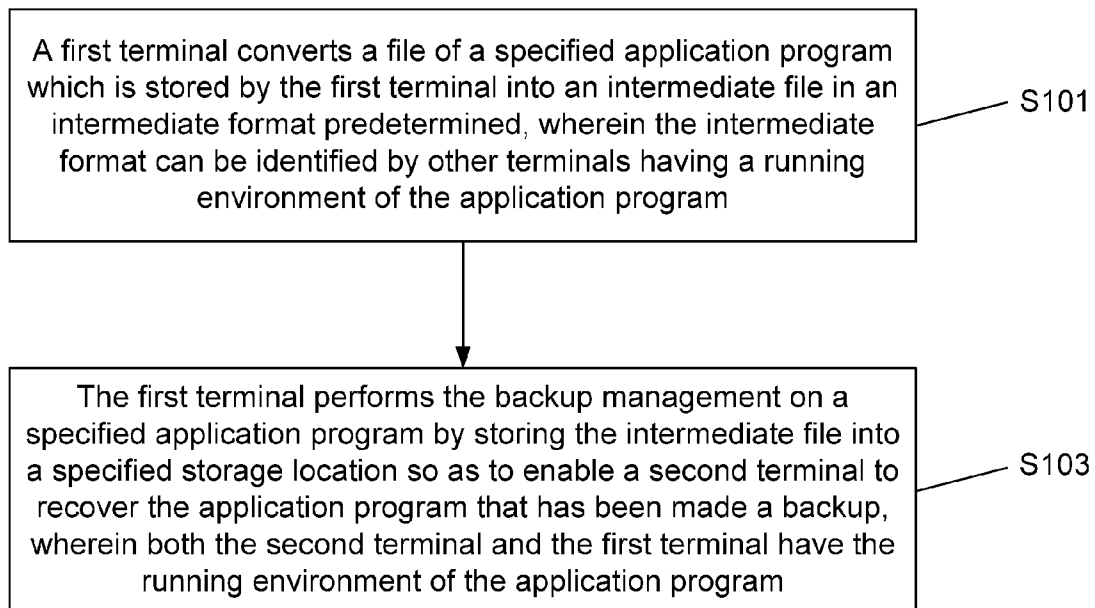 A first terminal converts a file of a specified application program
which is stored by the first terminal into an intermediate file in an
intermediate format predetermined, wherein the intermediate
format can be identified by other terminals having a running
environment of the application program
S101
The first terminal performs the backup management on a
specified application program by storing the intermediate file into
a specified storage location so as to enable a second terminal to
recover the application program that has been made a backup,
wherein both the second terminal and the first terminal have the
running environment of the application program
S103